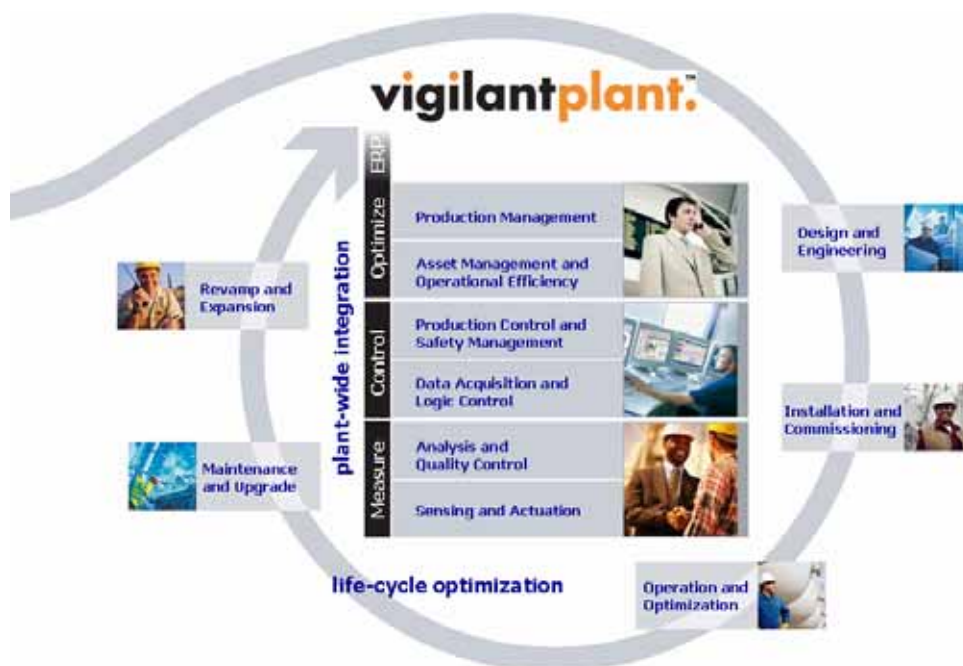 vigilantplant.™
ERP
Optimize
Production Management
Asset Management and
Operational Efficiency
Control
Production Control and
Safety Management
Data Acquisition and
Logic Control
Measure
Analysis and
Quality Control
Sensing and Actuation
plant-wide integration
life-cycle optimization
Design and
Engineering
Installation and
Commissioning
Operation and
Optimization
Maintenance
and Upgrade
Revamp and
Expansion